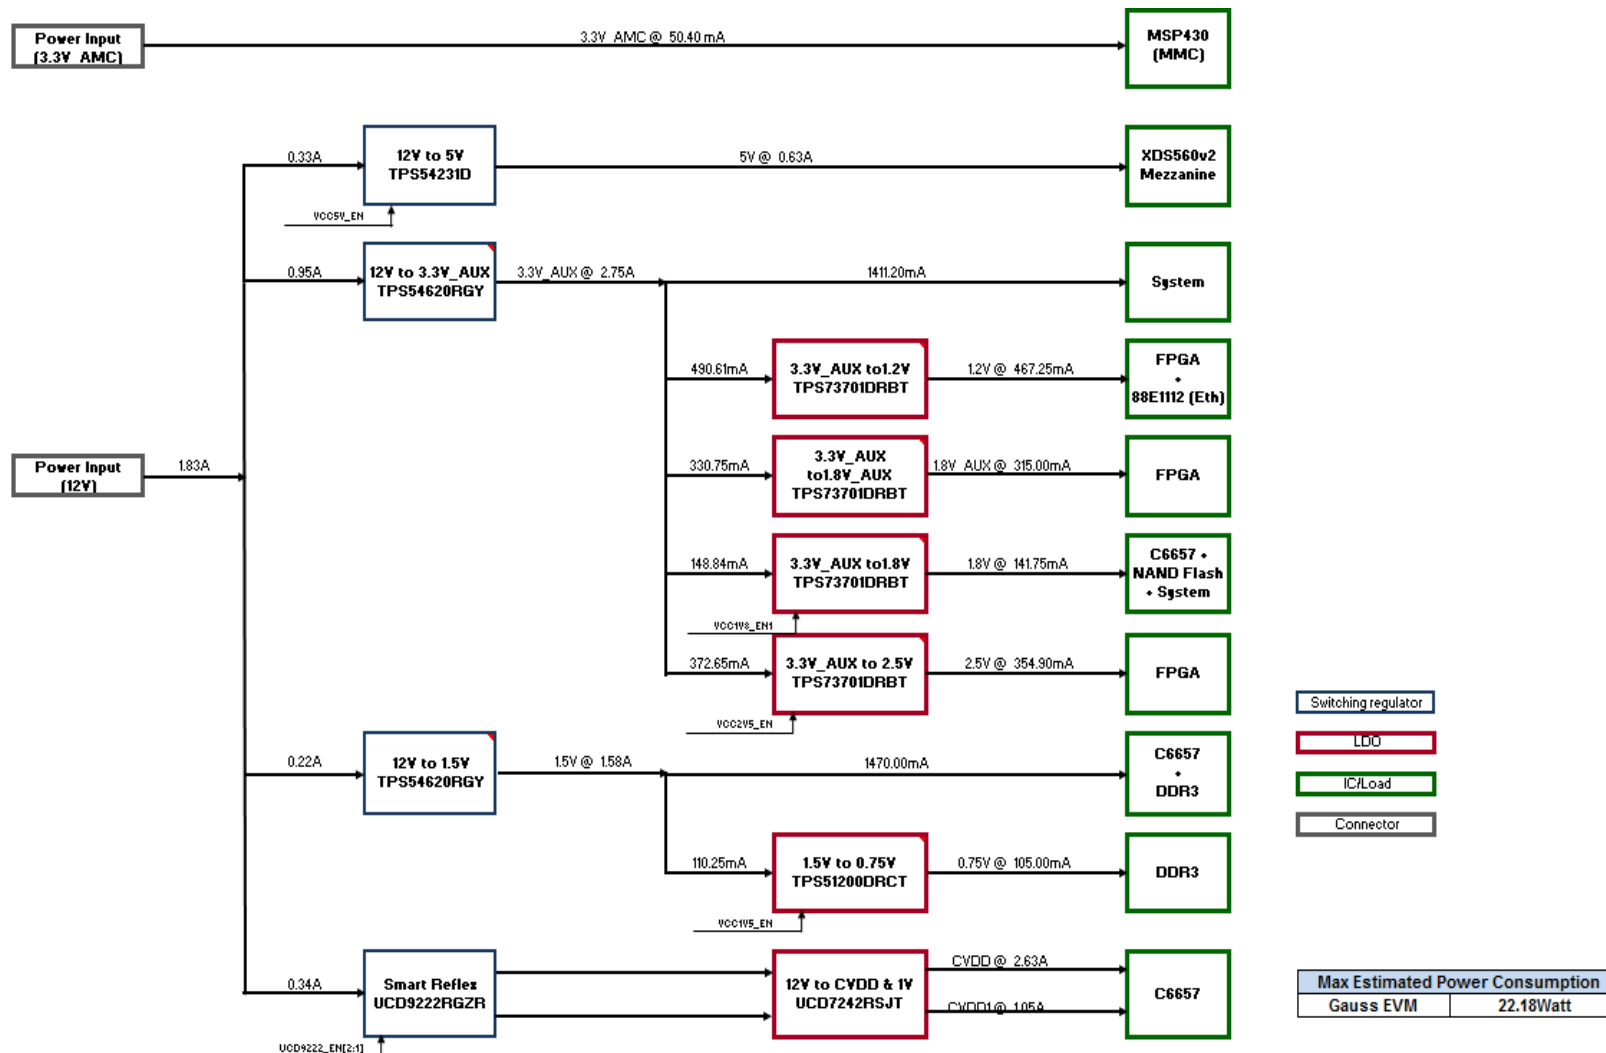 Power Input
(3.3V_AMC)
3.3V_AMC @ 50.40 mA
MSP430
(MMC)
0.33A
12V to 5V
TPS54231D
5V @ 0.63A
XDS560v2
Mezzanine
VCC5V_EN
0.95A
12V to 3.3V_AUX
TPS54620RGY
3.3V_AUX @ 2.75A
1411.20mA
System
490.61mA
3.3V_AUX to1.2V
TPS73701DRBT
1.2V @ 467.25mA
FPGA
+
88E1112 (Eth)
Power Input
(12V)
1.83A
330.75mA
3.3V_AUX
to1.8V_AUX
TPS73701DRBT
1.8V_AUX @ 315.00mA
FPGA
148.84mA
3.3V_AUX to1.8V
TPS73701DRBT
1.8V @ 141.75mA
C6657 +
NAND Flash
+ System
VCC1V8_EN1
372.65mA
3.3V_AUX to 2.5V
TPS73701DRBT
2.5V @ 354.90mA
FPGA
VCC2V5_EN
0.22A
12V to 1.5V
TPS54620RGY
1.5V @ 1.58A
1470.00mA
C6657
+
DDR3
110.25mA
1.5V to 0.75V
TPS51200DRCT
0.75V @ 105.00mA
DDR3
VCC1V5_EN
0.34A
Smart Reflex
UCD9222RGZR
12V to CVDD & 1V
UCD7242RSJT
CVDD @ 2.63A
CVDD1@ 1.05A
C6657
UCD9222_EN[2:1]
Switching regulator
LDO
IC/Load
Connector
Max Estimated Power Consumption
Gauss EVM 22.18Watt